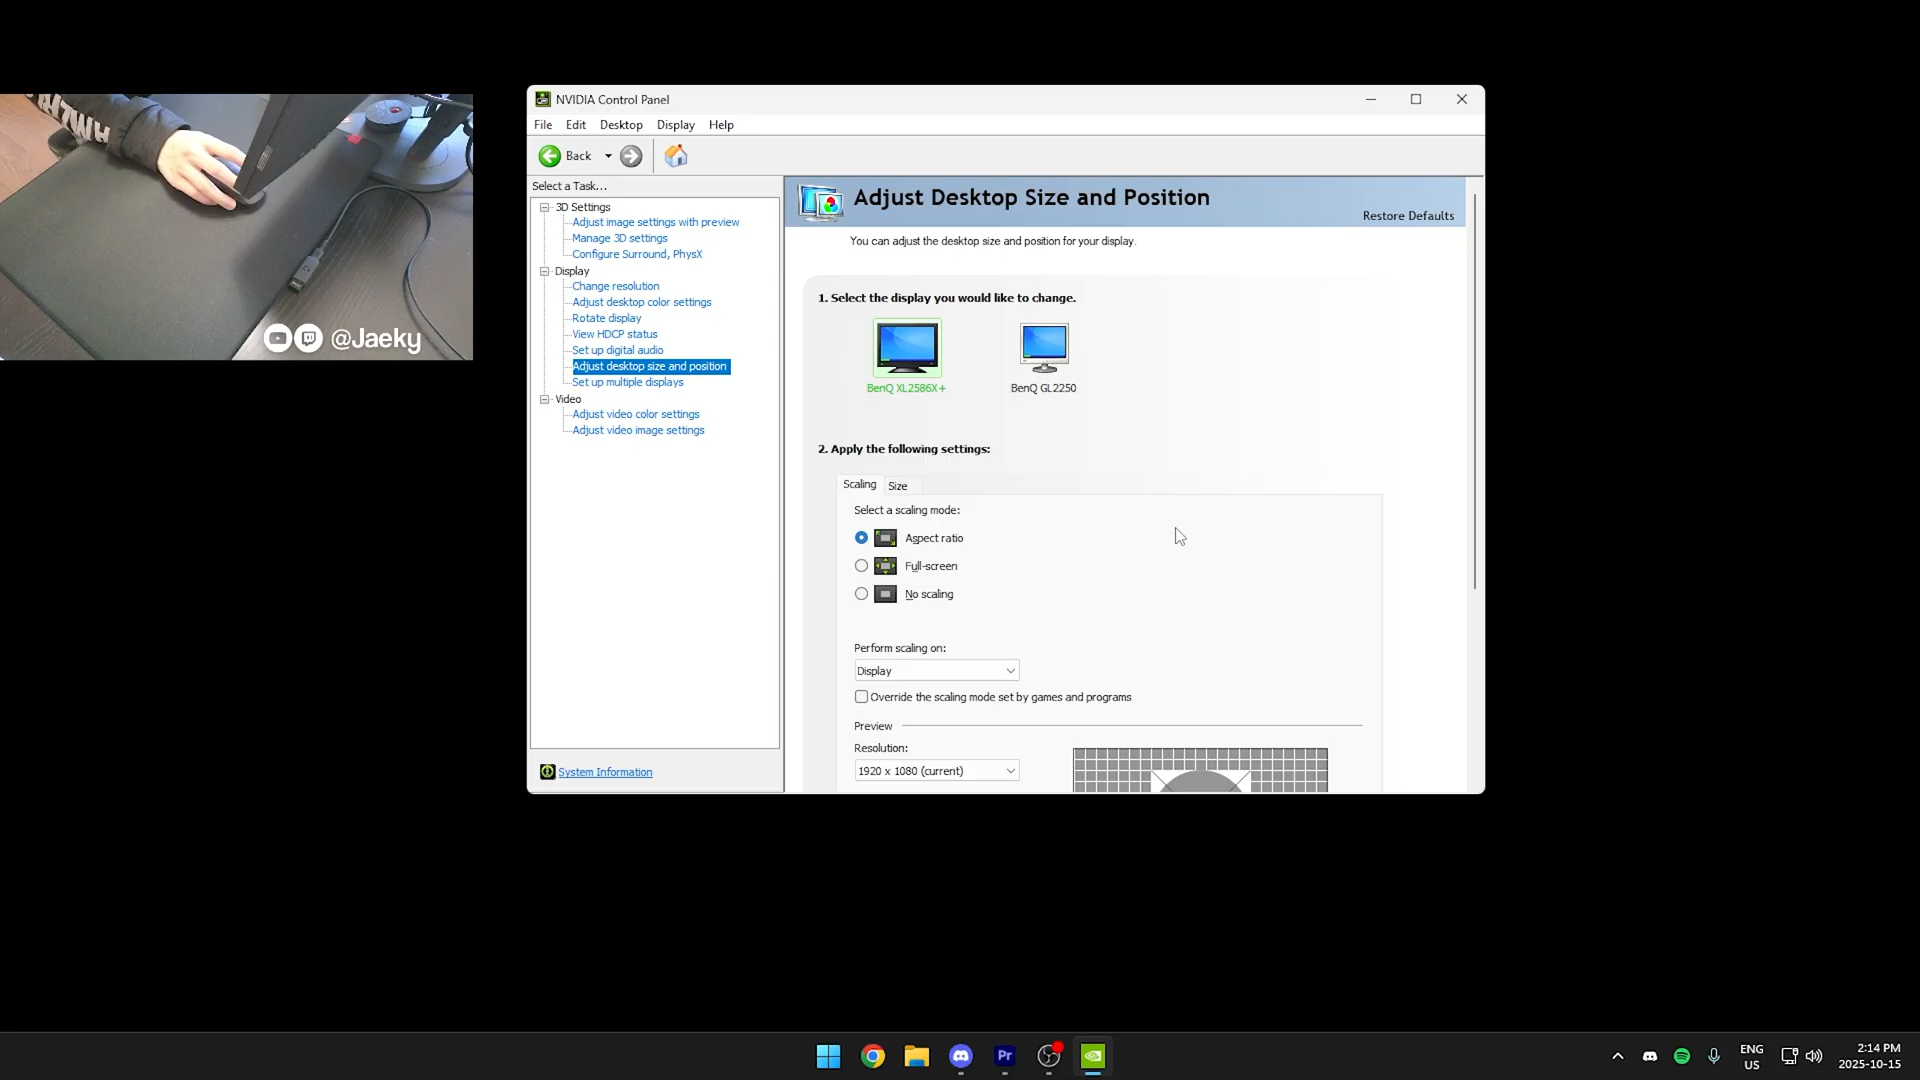 @Jaeky
NVIDIA Control Panel
File Edit Desktop Display Help
Back
Select a Task...
3D Settings
Adjust image settings with preview
Manage 3D settings
Configure Surround, PhysX
Display
Change resolution
Adjust desktop color settings
Rotate display
View HDCP status
Set up digital audio
Adjust desktop size and position
Set up multiple displays
Video
Adjust video color settings
Adjust video image settings
System Information
Adjust Desktop Size and Position
Restore Defaults
You can adjust the desktop size and position for your display.
1. Select the display you would like to change.
BenQ XL2586X+ BenQ GL2250
2. Apply the following settings:
Scaling Size
Select a scaling mode:
Aspect ratio
Full-screen
No scaling
Perform scaling on:
Display
Override the scaling mode set by games and programs
Preview
Resolution:
1920 x 1080 (current)
Pr
ENG
US
2:14 PM
2025-10-15